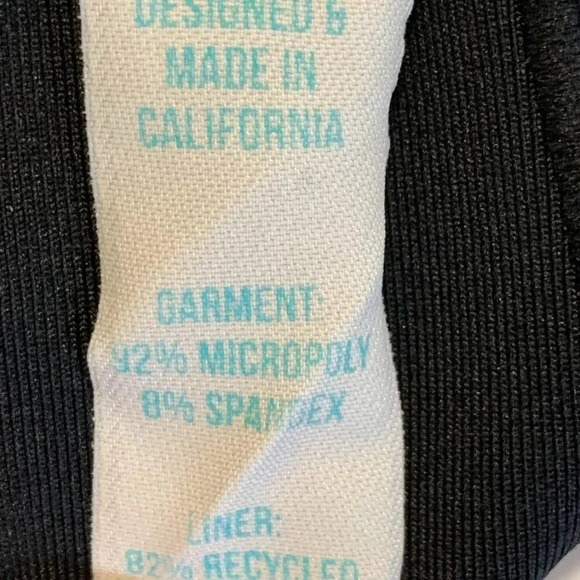 DESIGNED &
MADE IN
CALIFORNIA
GARMENT:
92% MICROPOLY
8% SPANDEX
LINER:
82% RECYCLED